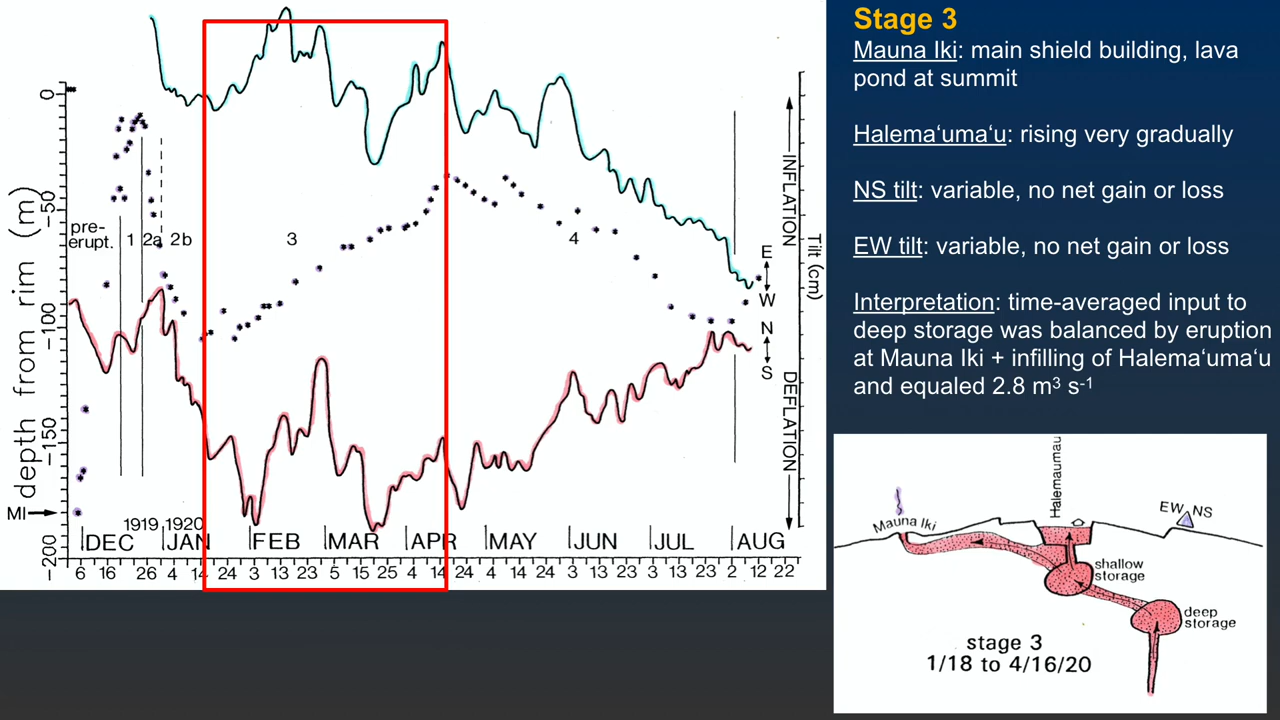 Stage 3
Mauna Iki: main shield building, lava
pond at summit
Halemaʻumaʻu: rising very gradually
NS tilt: variable, no net gain or loss
EW tilt: variable, no net gain or loss
Interpretation: time-averaged input to
deep storage was balanced by eruption
at Mauna Iki + infilling of Halemaʻumaʻu
and equaled 2.8 m³ s⁻¹
depth from rim (m)
0
-50
-100
-150
-200
MI
pre-
erupt.
1
2a
2b
3
4
INFLATION
DEFLATION
Tilt (cm)
E
W
N
S
1919
1920
DEC
JAN
FEB
MAR
APR
MAY
JUN
JUL
AUG
6 16 26 4 14 24 3 13 23 5 15 25 4 14 24 4 14 24 3 13 23 3 13 23 2 12 22
Halemaumau
Mauna Iki
EW NS
shallow
storage
deep
storage
stage 3
1/18 to 4/16/20